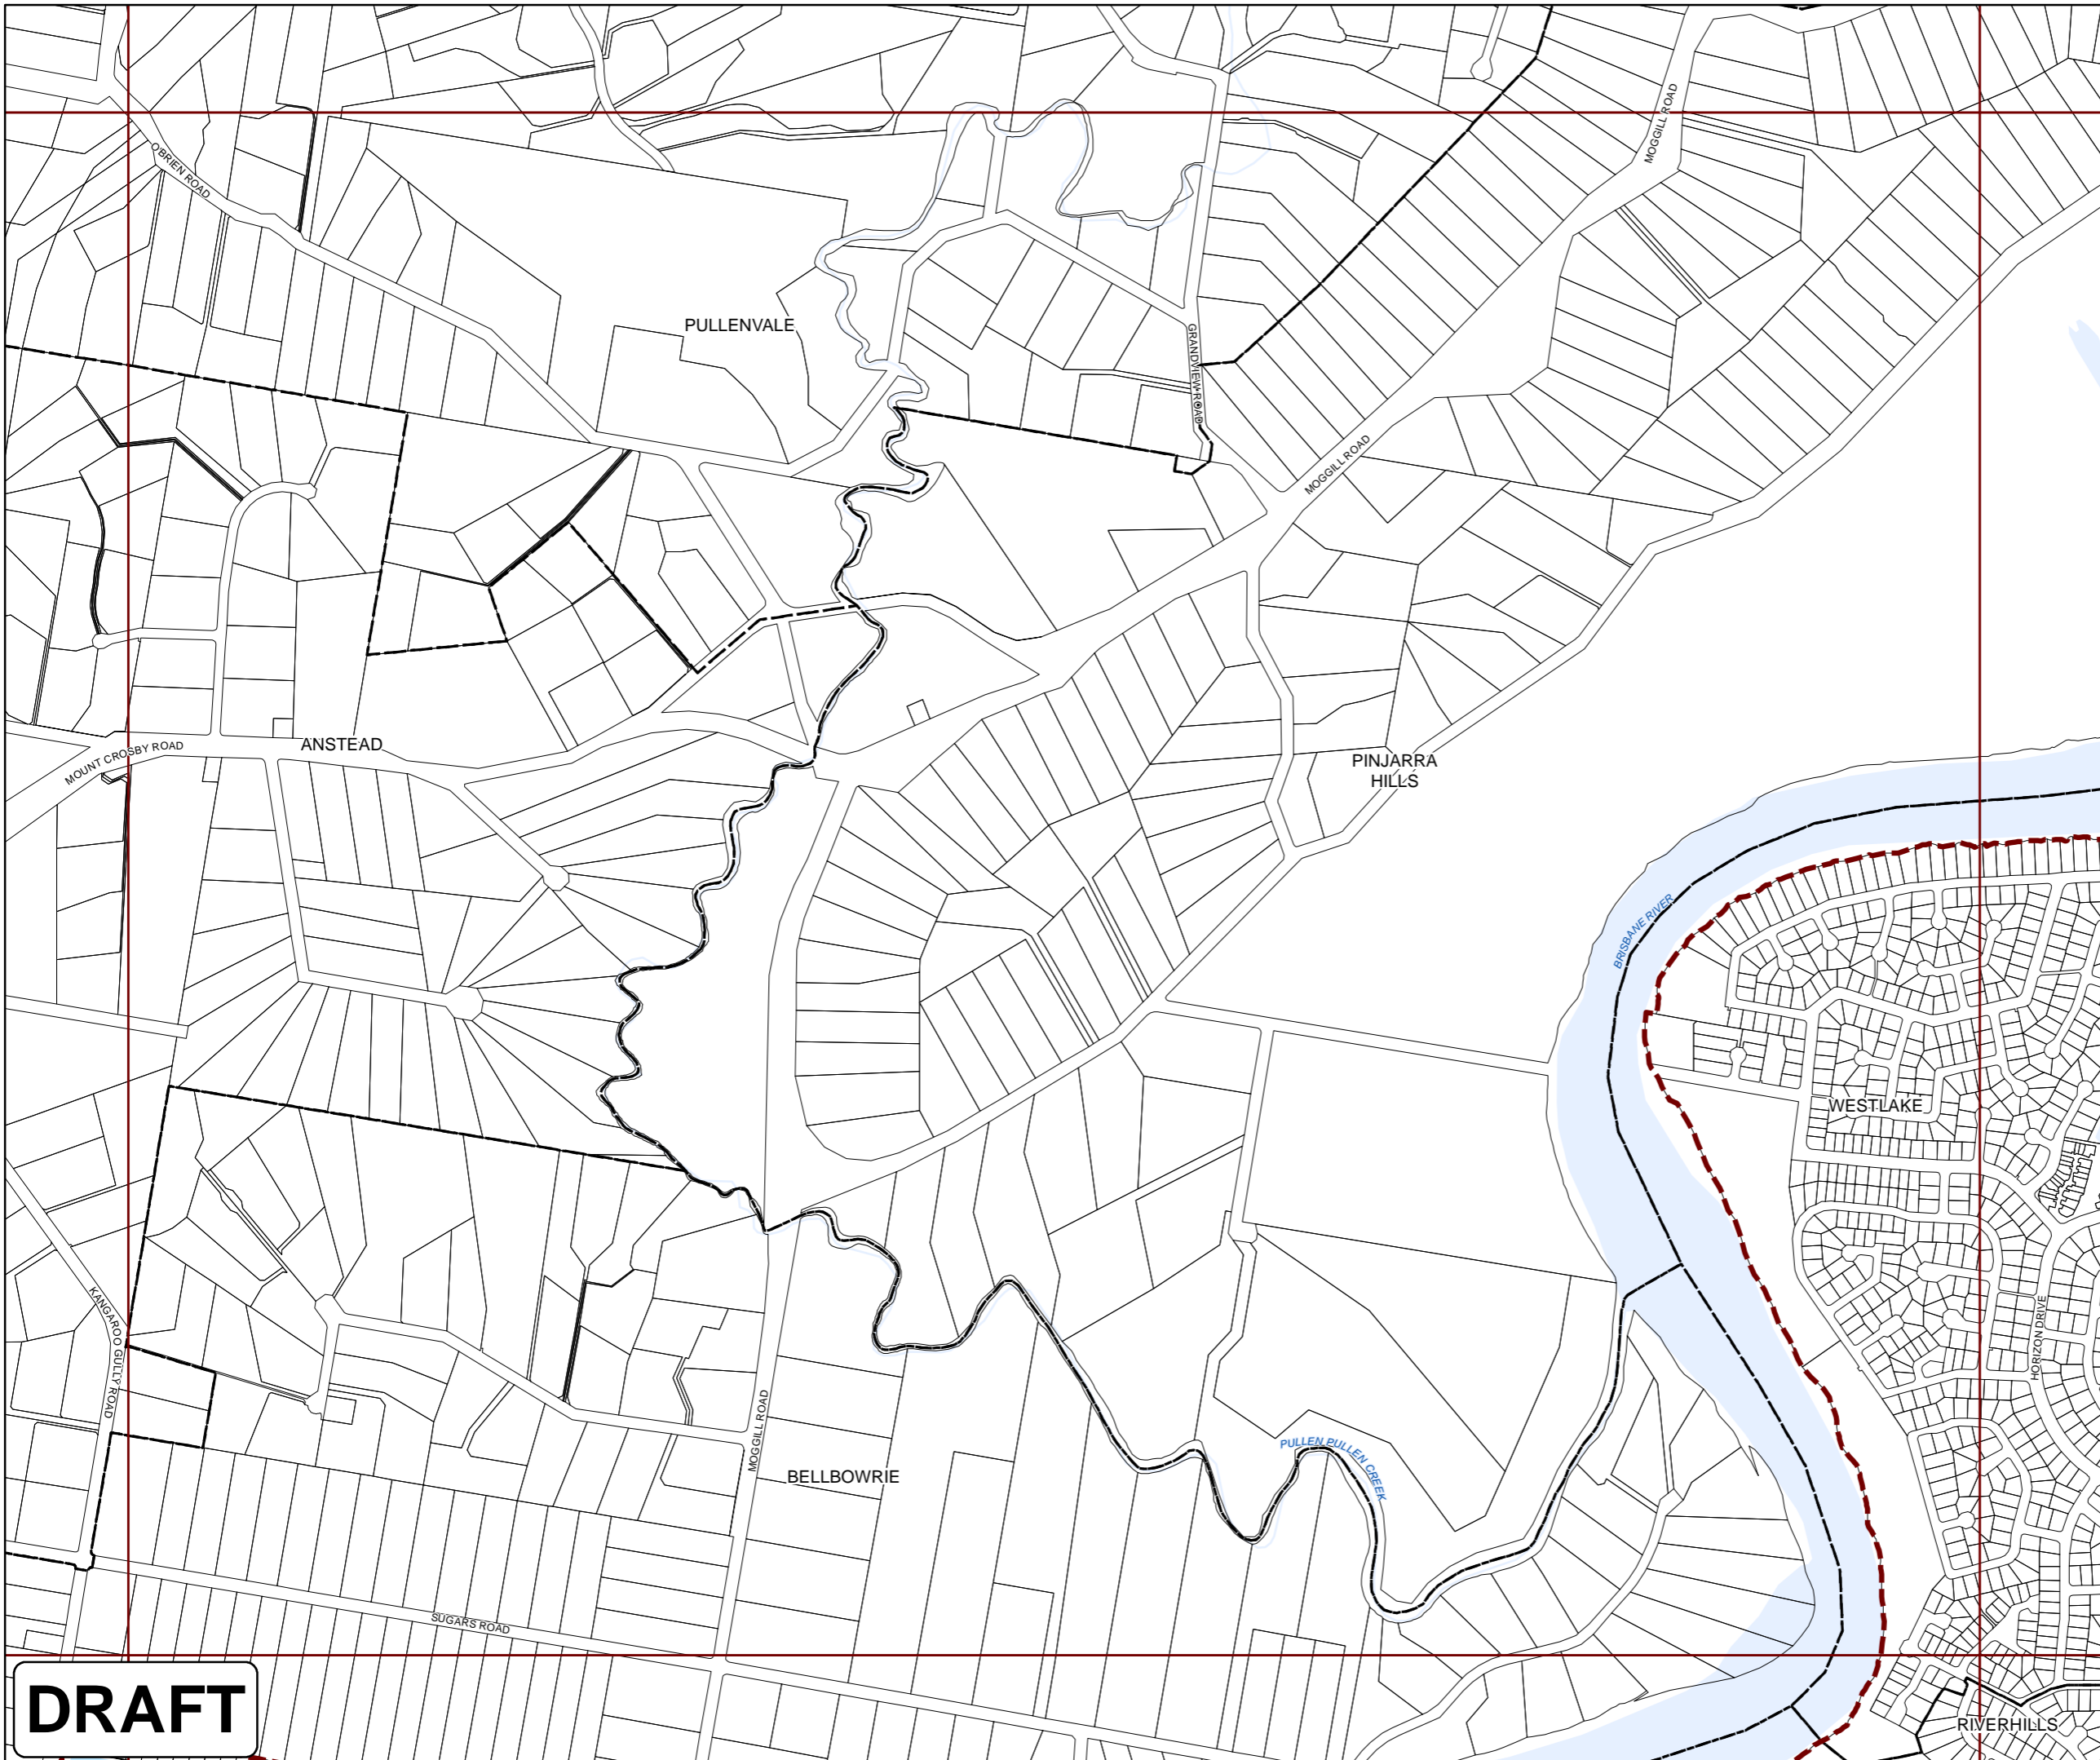 MOGGILL ROAD
O'BRIEN ROAD
PULLENVALE
GRANDVIEW ROAD
MOGGILL ROAD
ANSTEAD
MOUNT CROSBY ROAD
PINJARRA
HILLS
BRISBANE RIVER
WESTLAKE
KANGAROO GULLY ROAD
HORIZON DRIVE
MOGGILL ROAD
PULLEN PULLEN CREEK
BELLBOWRIE
SUGARS ROAD
DRAFT
RIVERHILLS